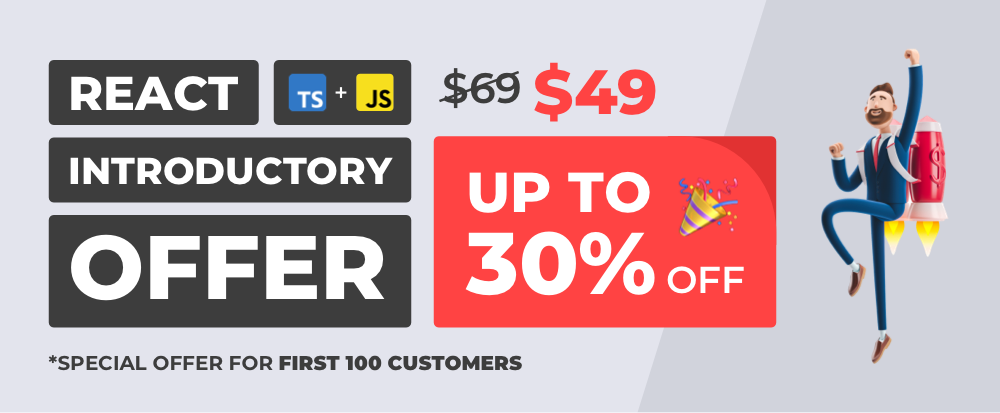 REACT
TS + JS
$69 $49
INTRODUCTORY
OFFER
UP TO
30% OFF
*SPECIAL OFFER FOR FIRST 100 CUSTOMERS